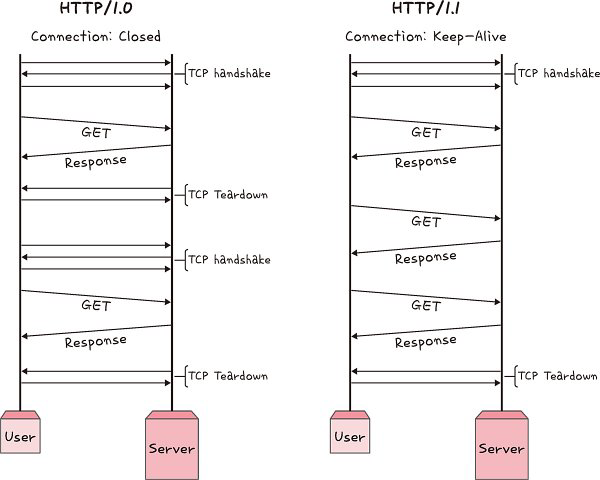 HTTP/1.0
Connection: Closed
TCP handshake
GET
Response
TCP Teardown
TCP handshake
GET
Response
TCP Teardown
User
Server
HTTP/1.1
Connection: Keep-Alive
TCP handshake
GET
Response
GET
Response
GET
Response
TCP Teardown
User
Server